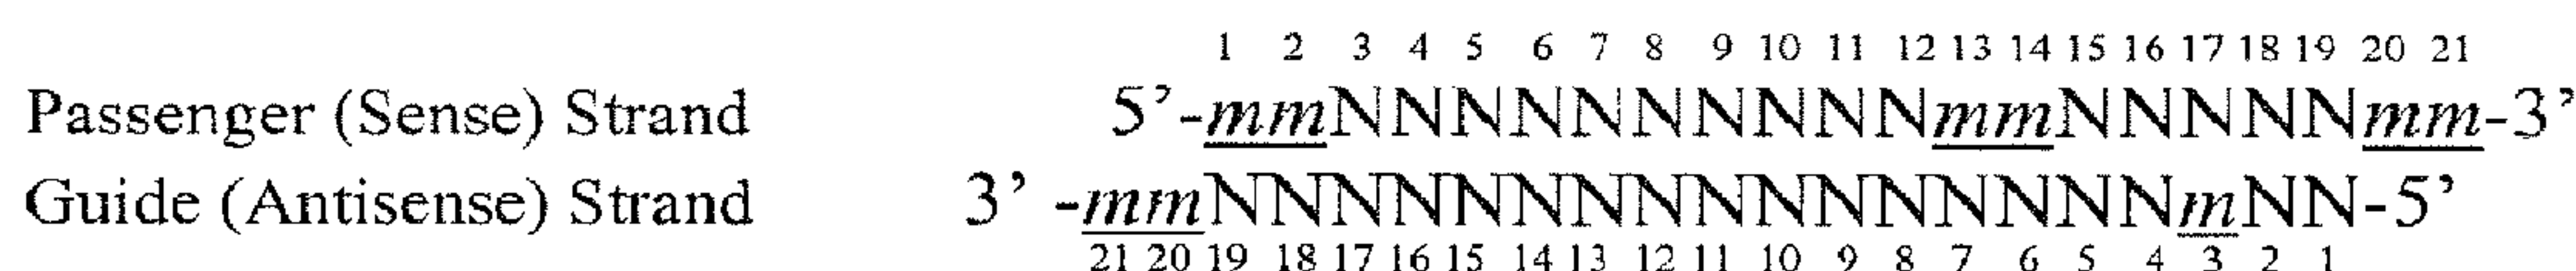 1 2 3 4 5 6 7 8 9 10 11 12 13 14 15 16 17 18 19 20 21
Passenger (Sense) Strand 5’-mmNNNNNNNNNNmmNNNNNmm-3’
Guide (Antisense) Strand 3’ -mmNNNNNNNNNNNNNNNNmNN-5’
21 20 19 18 17 16 15 14 13 12 11 10 9 8 7 6 5 4 3 2 1